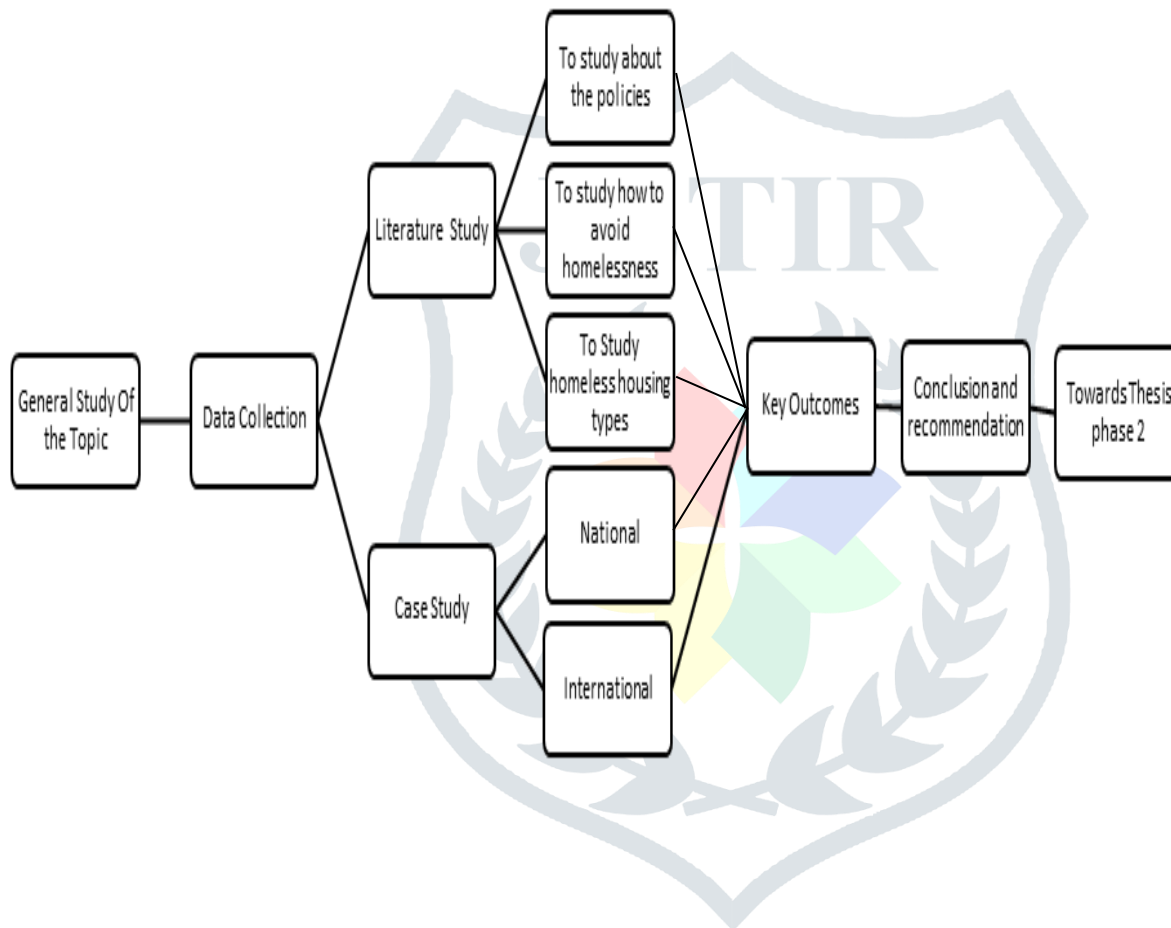 General Study Of
the Topic
Data Collection
Literature Study
Case Study
To study about
the policies
To study how to
avoid
homelessness
To Study
homeless housing
types
National
International
Key Outcomes
Conclusion and
recommendation
Towards Thesis
phase 2
TIR